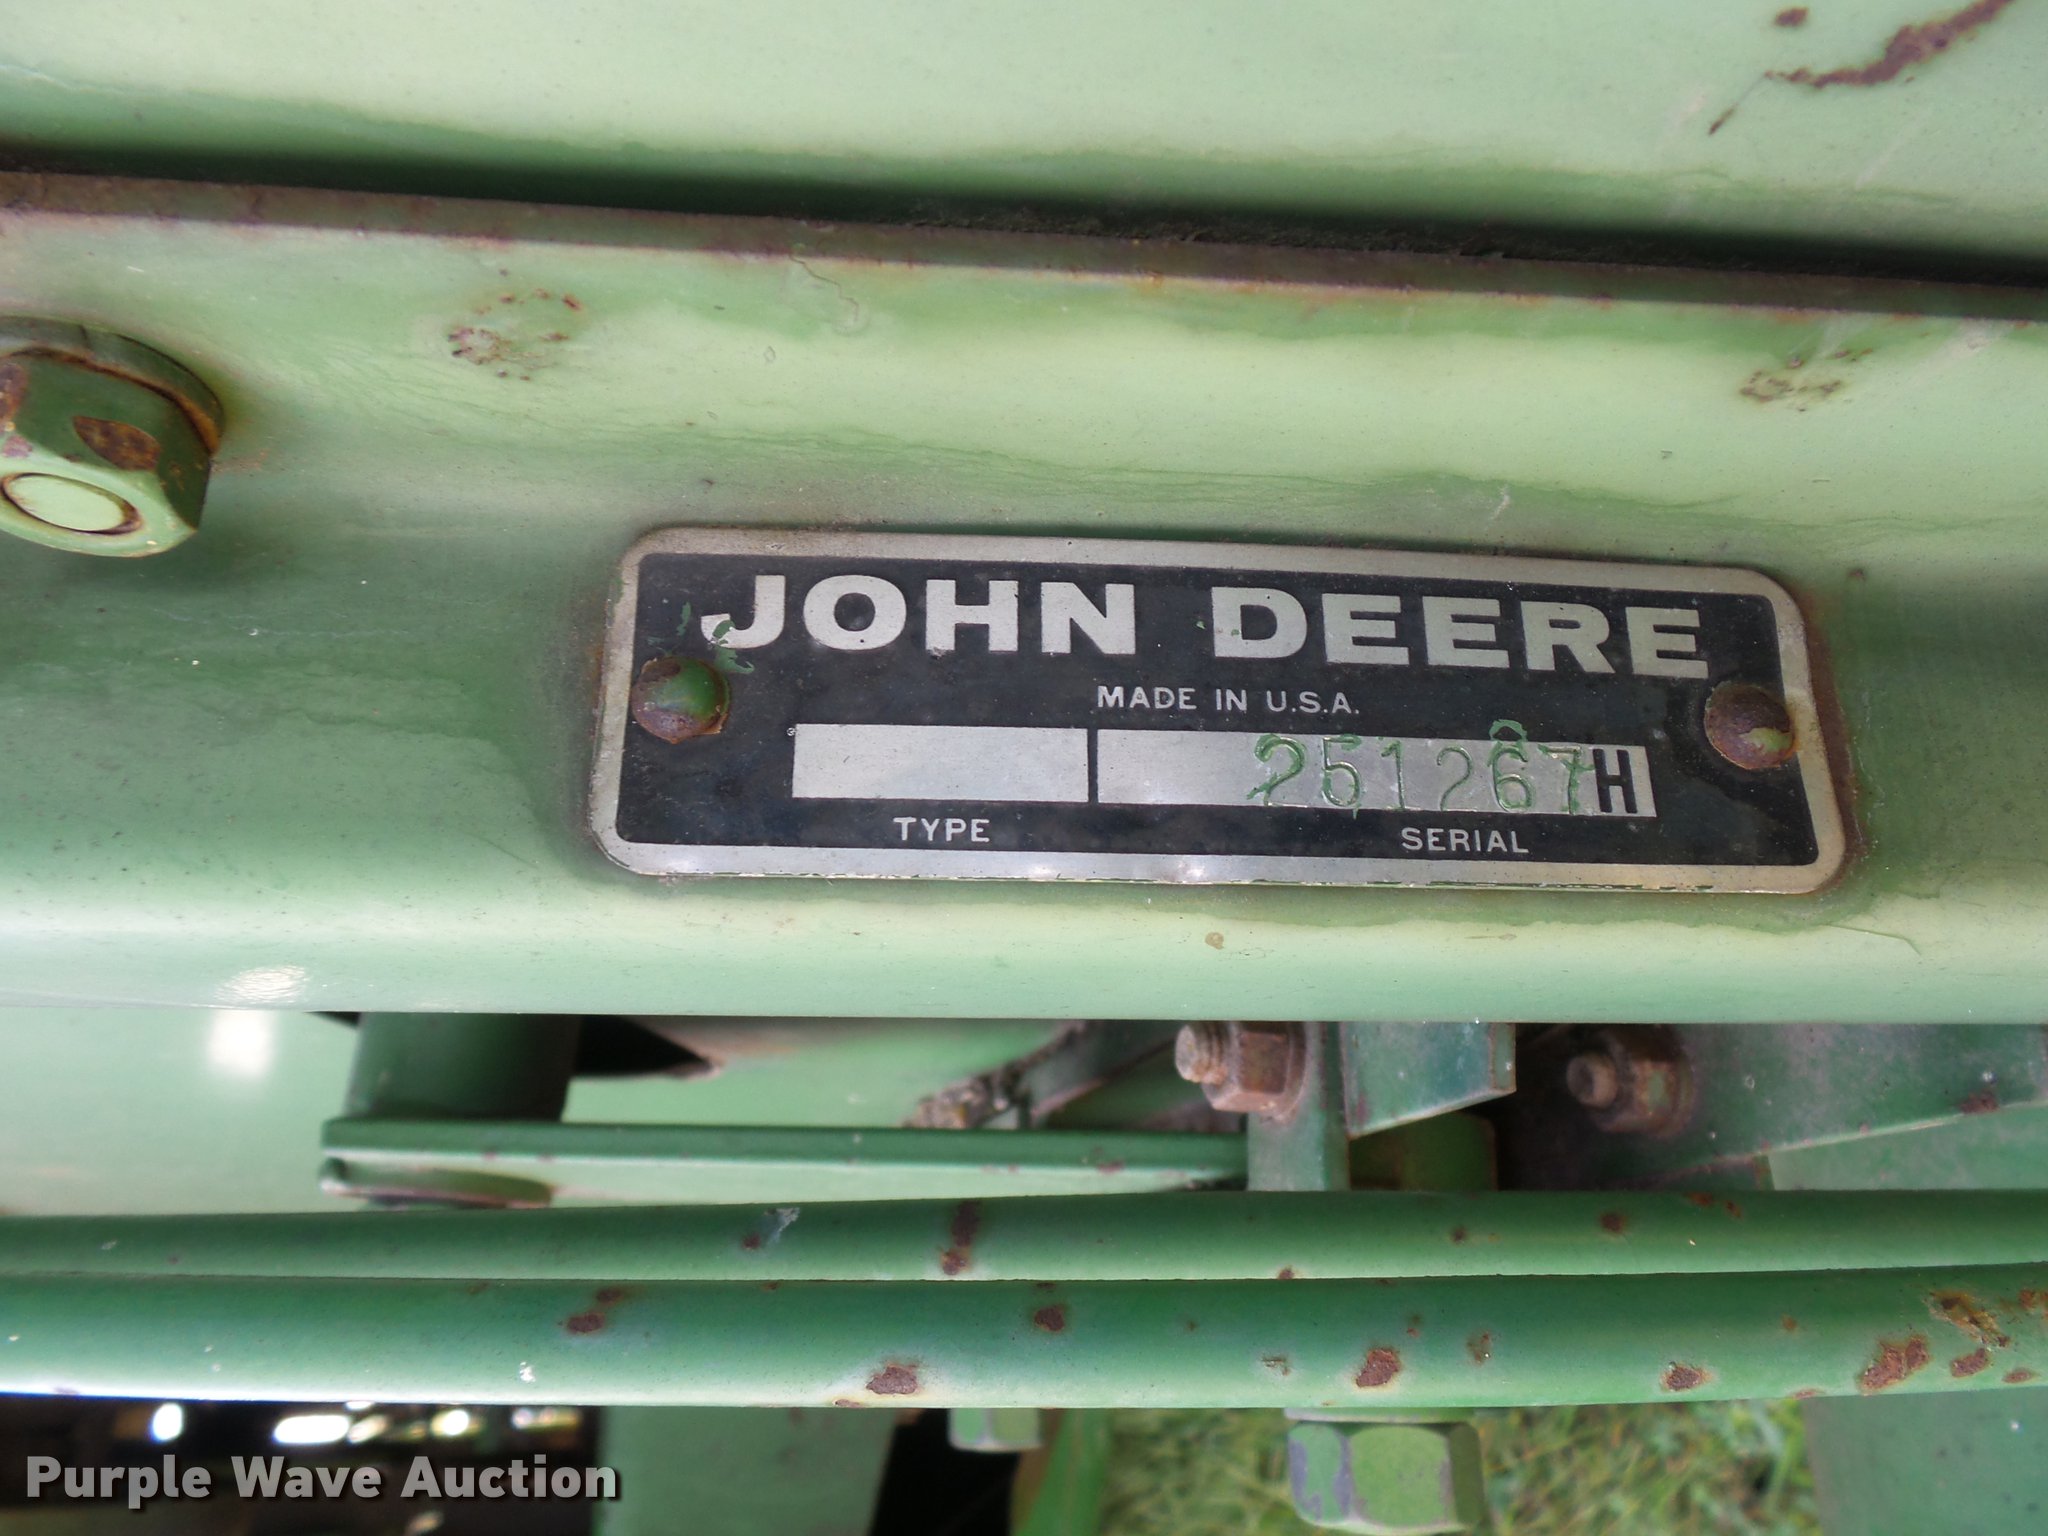 JOHN DEERE
MADE IN U.S.A.
251267H
TYPE SERIAL
Purple Wave Auction